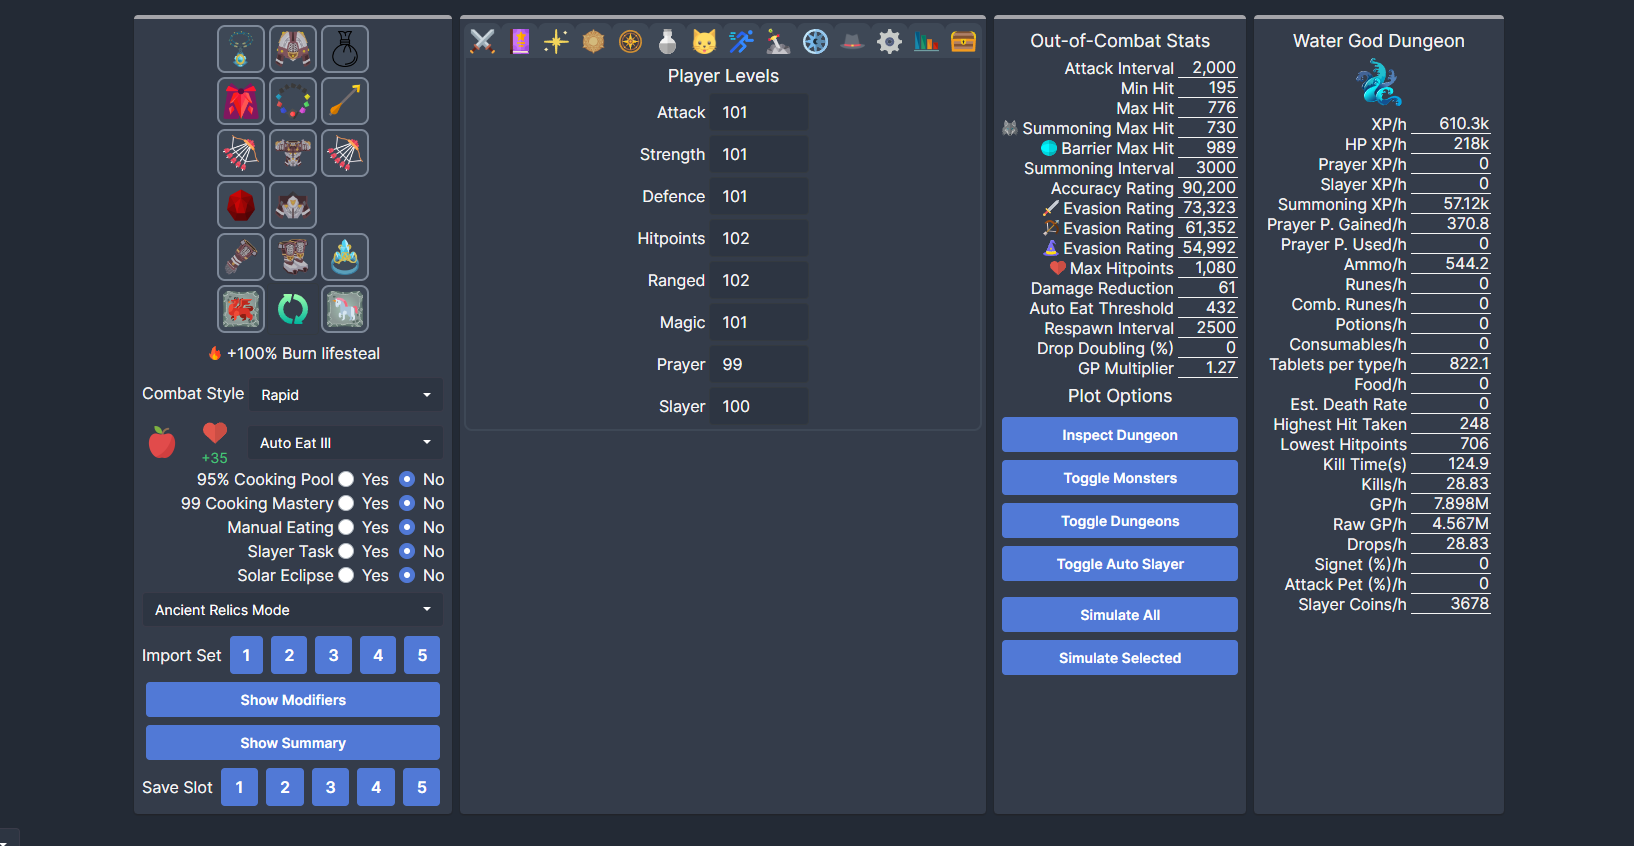 +100% Burn lifesteal
Combat Style Rapid
+35 Auto Eat III
95% Cooking Pool Yes No
99 Cooking Mastery Yes No
Manual Eating Yes No
Slayer Task Yes No
Solar Eclipse Yes No
Ancient Relics Mode
Import Set 1 2 3 4 5
Show Modifiers
Show Summary
Save Slot 1 2 3 4 5
Player Levels
Attack 101
Strength 101
Defence 101
Hitpoints 102
Ranged 102
Magic 101
Prayer 99
Slayer 100
Out-of-Combat Stats
Attack Interval 2,000
Min Hit 195
Max Hit 776
Summoning Max Hit 730
Barrier Max Hit 989
Summoning Interval 3000
Accuracy Rating 90,200
Evasion Rating 73,323
Evasion Rating 61,352
Evasion Rating 54,992
Max Hitpoints 1,080
Damage Reduction 61
Auto Eat Threshold 432
Respawn Interval 2500
Drop Doubling (%) 0
GP Multiplier 1.27
Plot Options
Inspect Dungeon
Toggle Monsters
Toggle Dungeons
Toggle Auto Slayer
Simulate All
Simulate Selected
Water God Dungeon
XP/h 610.3k
HP XP/h 218k
Prayer XP/h 0
Slayer XP/h 0
Summoning XP/h 57.12k
Prayer P. Gained/h 370.8
Prayer P. Used/h 0
Ammo/h 544.2
Runes/h 0
Comb. Runes/h 0
Potions/h 0
Consumables/h 0
Tablets per type/h 822.1
Food/h 0
Est. Death Rate 0
Highest Hit Taken 248
Lowest Hitpoints 706
Kill Time(s) 124.9
Kills/h 28.83
GP/h 7.898M
Raw GP/h 4.567M
Drops/h 28.83
Signet (%)/h 0
Attack Pet (%)/h 0
Slayer Coins/h 3678